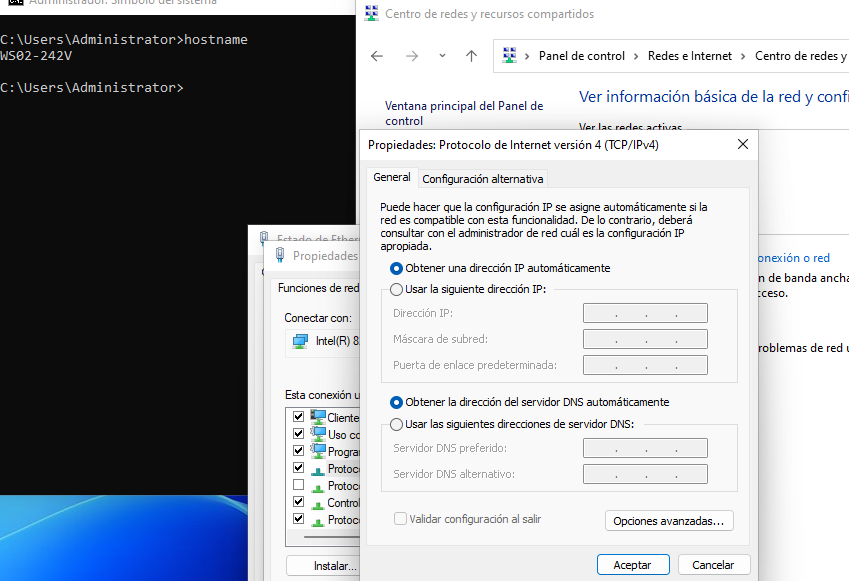 Administrador: Símbolo del sistema
C:\Users\Administrator>hostname
WS02-242V
C:\Users\Administrator>
Centro de redes y recursos compartidos
Panel de control > Redes e Internet > Centro de redes y
Ventana principal del Panel de
control
Ver información básica de la red y confi
Ver las redes activas
Estado de Ether
Propiedades
Funciones de red
Conectar con:
Intel(R) 8
Esta conexión u
Cliente
Uso co
Program
Protoco
Protoco
Control
Protoco
Instalar...
Propiedades: Protocolo de Internet versión 4 (TCP/IPv4)
General
Configuración alternativa
Puede hacer que la configuración IP se asigne automáticamente si la
red es compatible con esta funcionalidad. De lo contrario, deberá
consultar con el administrador de red cuál es la configuración IP
apropiada.
Obtener una dirección IP automáticamente
Usar la siguiente dirección IP:
Dirección IP:
Máscara de subred:
Puerta de enlace predeterminada:
Obtener la dirección del servidor DNS automáticamente
Usar las siguientes direcciones de servidor DNS:
Servidor DNS preferido:
Servidor DNS alternativo:
Validar configuración al salir
Opciones avanzadas...
Aceptar
Cancelar
onexión o red
n de banda ancha
cceso.
roblemas de red u